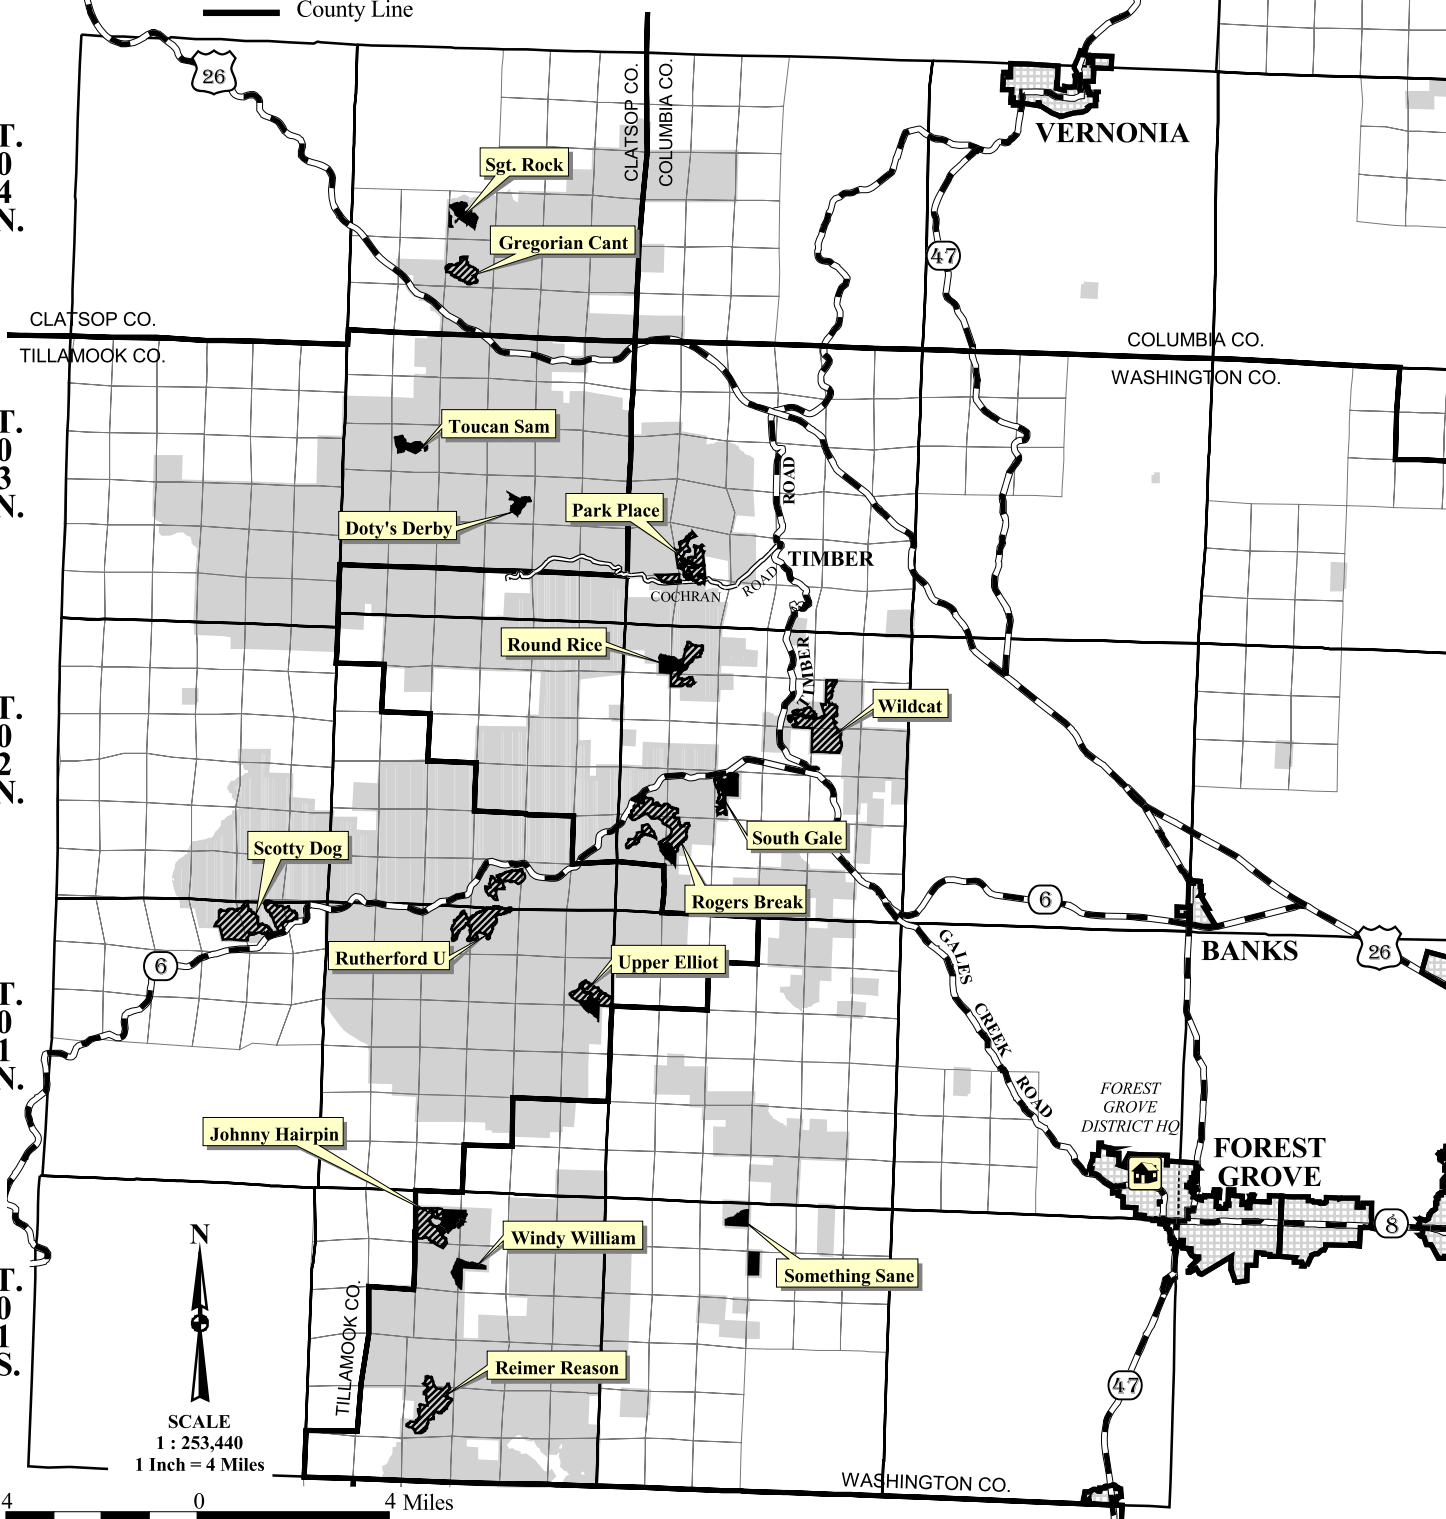 County Line
26
CLATSOP CO.
COLUMBIA CO.
VERNONIA
T.
0
4
N.
Sgt. Rock
Gregorian Cant
47
CLATSOP CO.
TILLAMOOK CO.
COLUMBIA CO.
WASHINGTON CO.
T.
0
3
N.
Toucan Sam
ROAD
Park Place
Doty's Derby
TIMBER
COCHRAN
ROAD
Round Rice
TIMBER
T.
0
2
N.
Wildcat
South Gale
Scotty Dog
Rogers Break
6
BANKS
26
Rutherford U
Upper Elliot
6
GALES
CREEK
ROAD
T.
0
1
N.
FOREST
GROVE
DISTRICT HQ
Johnny Hairpin
FOREST
GROVE
8
Windy William
Something Sane
T.
0
1
S.
N
TILLAMOOK CO.
Reimer Reason
47
SCALE
1 : 253,440
1 Inch = 4 Miles
WASHINGTON CO.
4 0 4 Miles